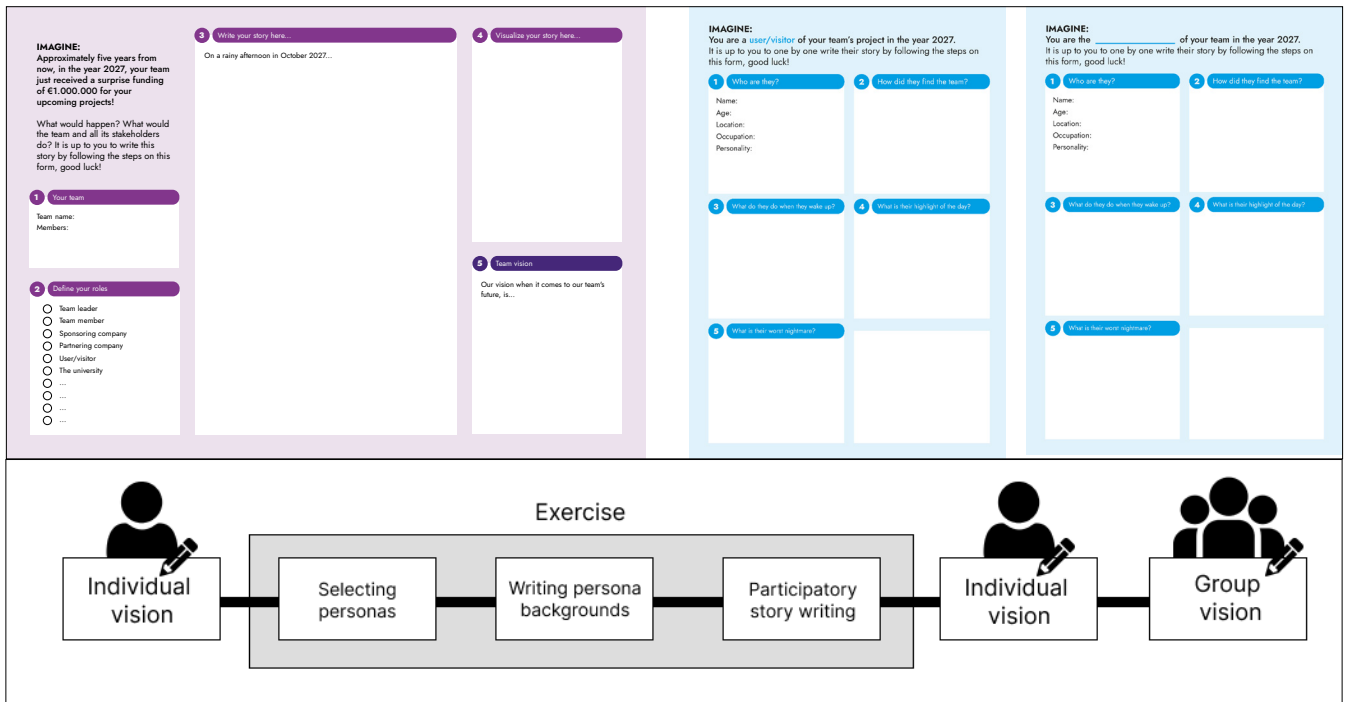 IMAGINE:
Approximately five years from
now, in the year 2027, your team
just received a surprise funding
of €1.000.000 for your
upcoming projects!
What would happen? What would
the team and all its stakeholders
do? It is up to you to write this
story by following the steps on
this form, good luck!
1 Your team
Team name:
Members:
2 Define your roles
Team leader
Team member
Sponsoring company
Partnering company
User/visitor
The university
...
...
...
...
3 Write your story here...
On a rainy afternoon in October 2027...
4 Visualize your story here...
5 Team vision
Our vision when it comes to our team's
future, is...
IMAGINE:
You are a user/visitor of your team's project in the year 2027.
It is up to you to one by one write their story by following the steps on
this form, good luck!
1 Who are they?
Name:
Age:
Location:
Occupation:
Personality:
2 How did they find the team?
3 What do they do when they wake up?
4 What is their highlight of the day?
5 What is their worst nightmare?
IMAGINE:
You are the ________________ of your team in the year 2027.
It is up to you to one by one write their story by following the steps on
this form, good luck!
1 Who are they?
Name:
Age:
Location:
Occupation:
Personality:
2 How did they find the team?
3 What do they do when they wake up?
4 What is their highlight of the day?
5 What is their worst nightmare?
Exercise
Individual
vision
Selecting
personas
Writing persona
backgrounds
Participatory
story writing
Individual
vision
Group
vision